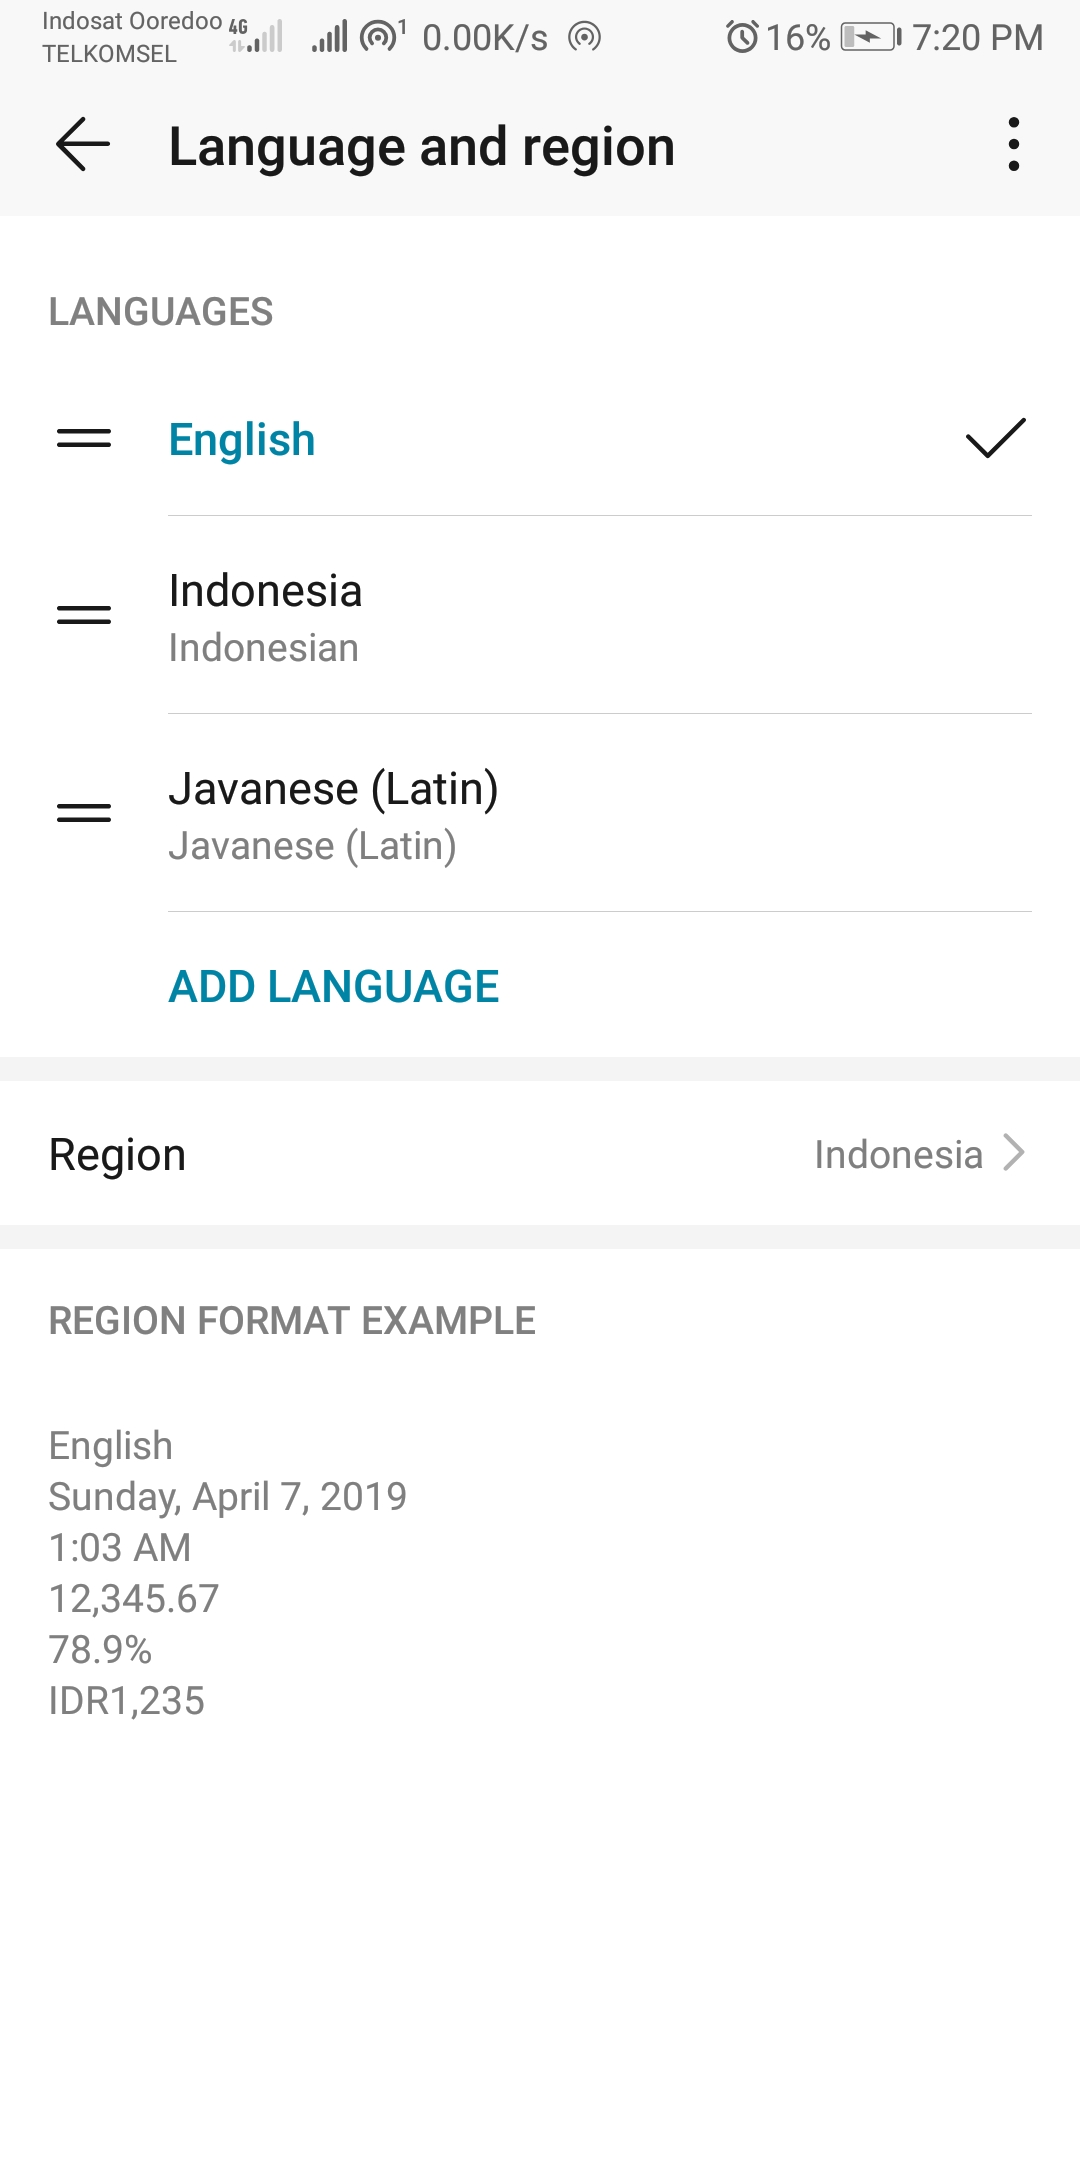 Indosat Ooredoo 4G 1 0.00K/s 16% 7:20 PM
TELKOMSEL
Language and region
LANGUAGES
English
Indonesia
Indonesian
Javanese (Latin)
Javanese (Latin)
ADD LANGUAGE
Region Indonesia
REGION FORMAT EXAMPLE
English
Sunday, April 7, 2019
1:03 AM
12,345.67
78.9%
IDR1,235